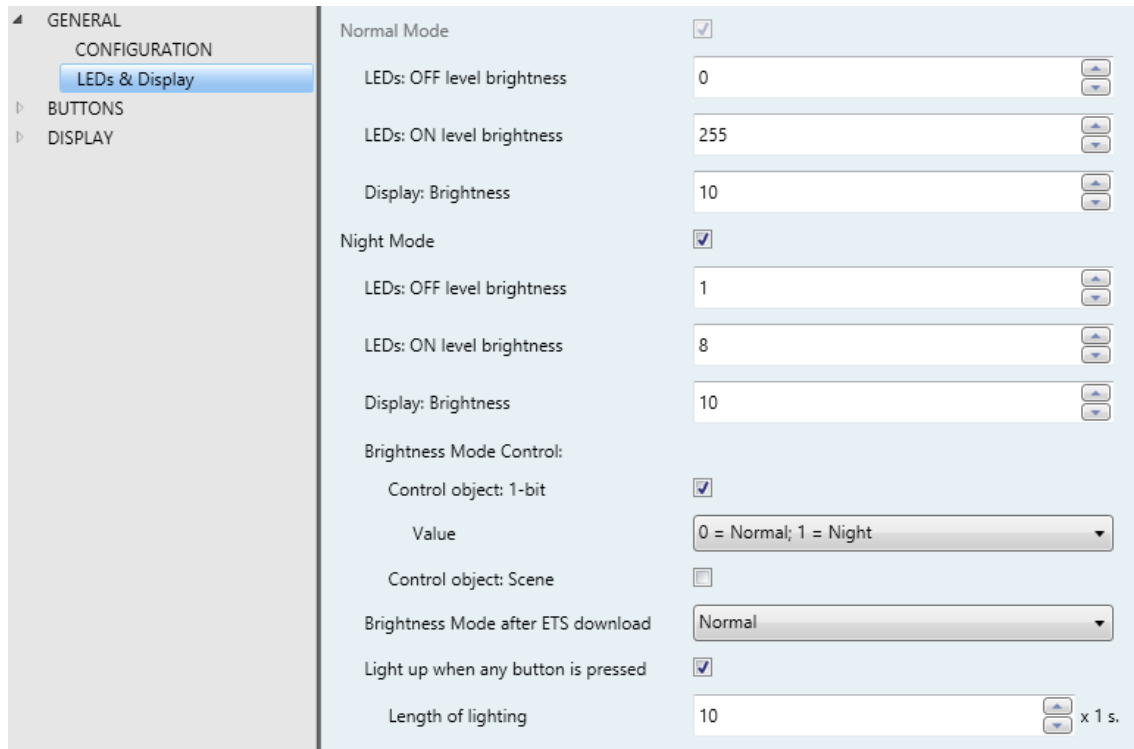 GENERAL
CONFIGURATION
LEDs & Display
BUTTONS
DISPLAY
Normal Mode
LEDs: OFF level brightness 0
LEDs: ON level brightness 255
Display: Brightness 10
Night Mode
LEDs: OFF level brightness 1
LEDs: ON level brightness 8
Display: Brightness 10
Brightness Mode Control:
Control object: 1-bit
Value 0 = Normal; 1 = Night
Control object: Scene
Brightness Mode after ETS download Normal
Light up when any button is pressed
Length of lighting 10 x 1 s.